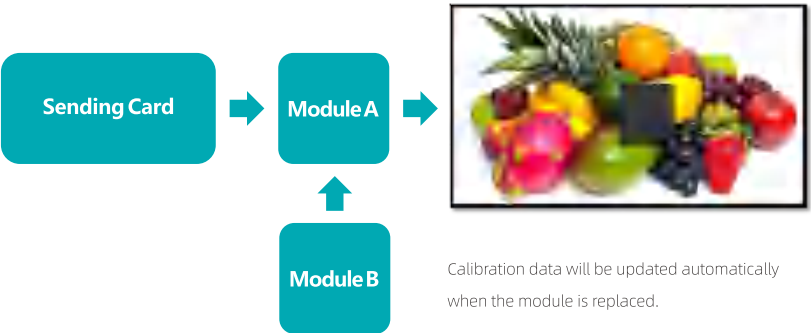 Sending Card
Module A
Module B
Calibration data will be updated automatically
when the module is replaced.